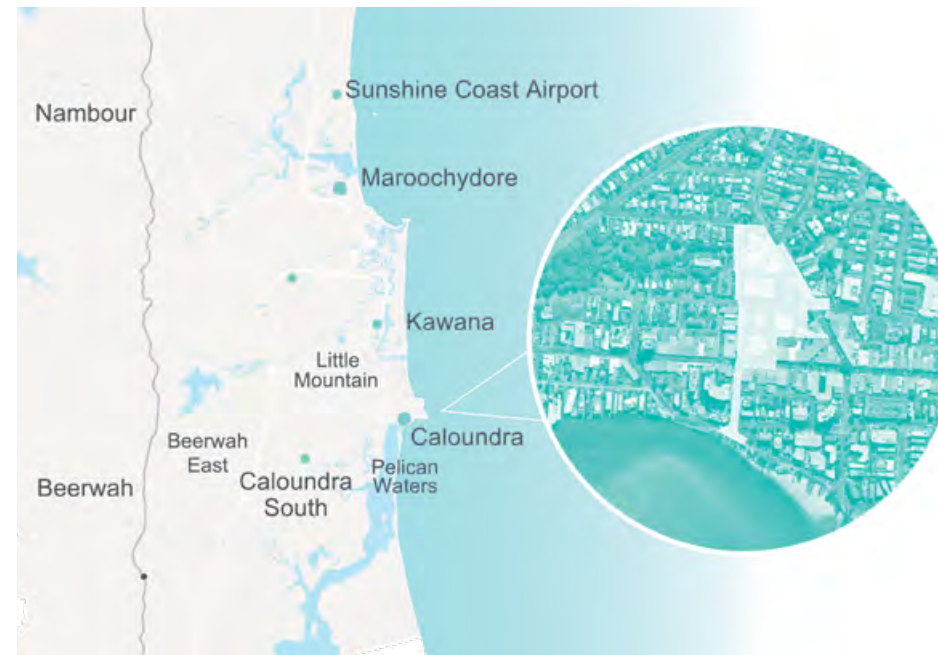 Sunshine Coast Airport
Nambour
Maroochydore
Kawana
Little
Mountain
Caloundra
Beerwah
East
Pelican
Waters
Beerwah
Caloundra
South